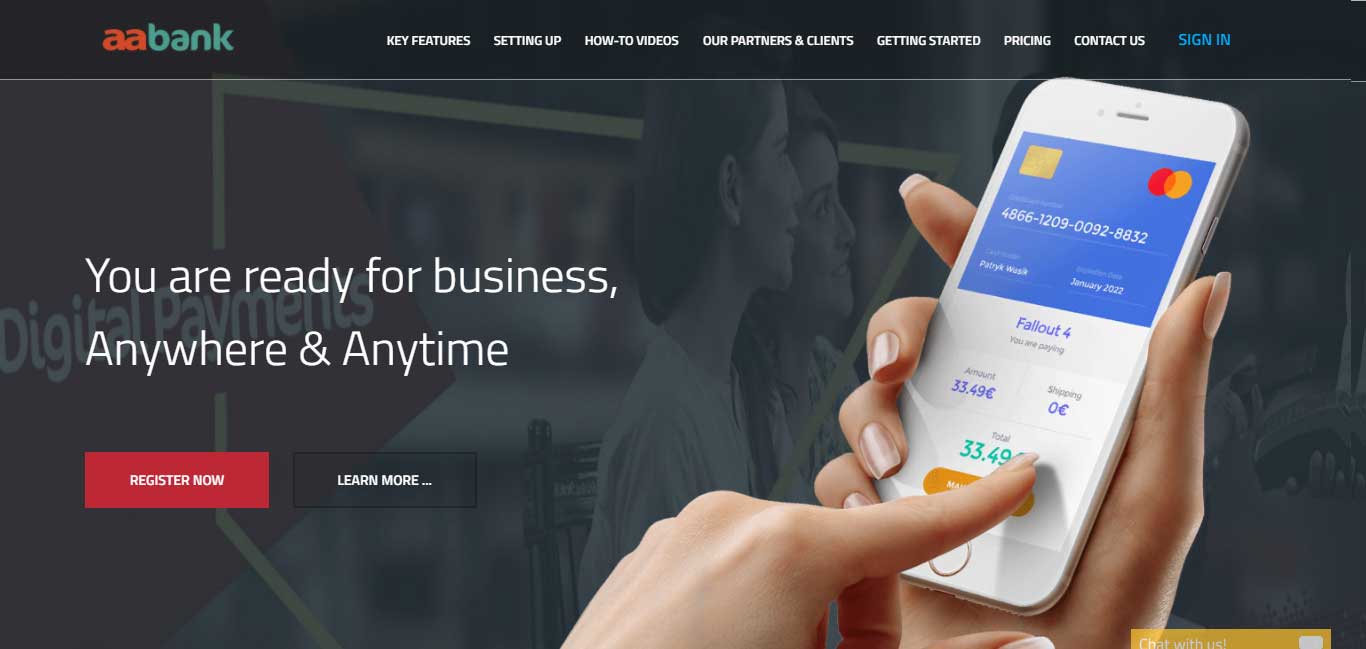 aabank
KEY FEATURES SETTING UP HOW-TO VIDEOS OUR PARTNERS & CLIENTS GETTING STARTED PRICING CONTACT US SIGN IN
4866-1209-0092-8832
Cardholder
Expiration Date
Patryk Wusik
January 2022
You are ready for business,
Digital Payments
Anywhere & Anytime
Fallout 4
You are paying
Amount
33.49€
Shipping
0€
Total
33.49
REGISTER NOW
LEARN MORE ...
Chat with us!